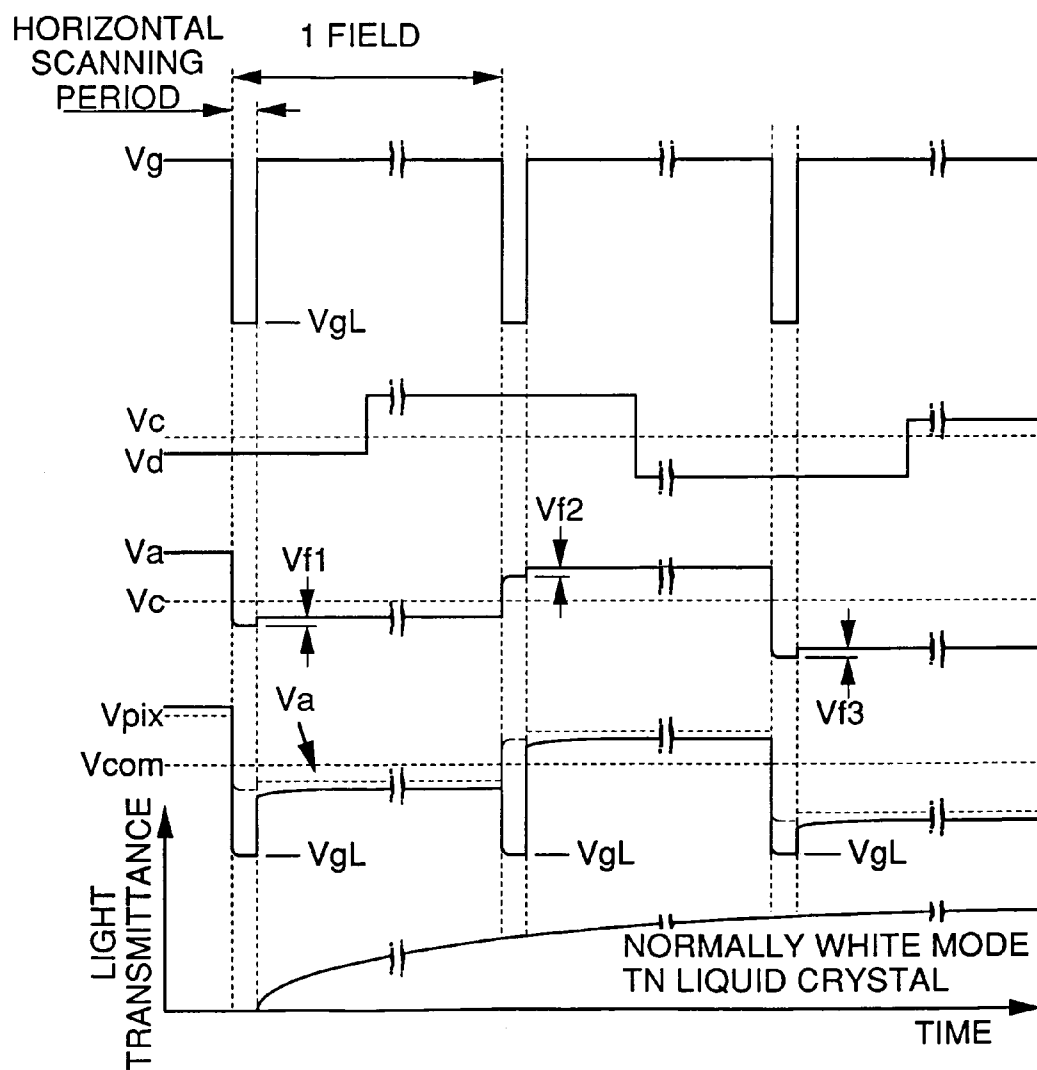 HORIZONTAL
SCANNING
PERIOD
1 FIELD
Vg
VgL
Vc
Vd
Vf2
Va
Vf1
Vc
Va
Vf3
Vpix
Vcom
VgL
VgL
VgL
LIGHT
TRANSMITTANCE
NORMALLY WHITE MODE
TN LIQUID CRYSTAL
TIME